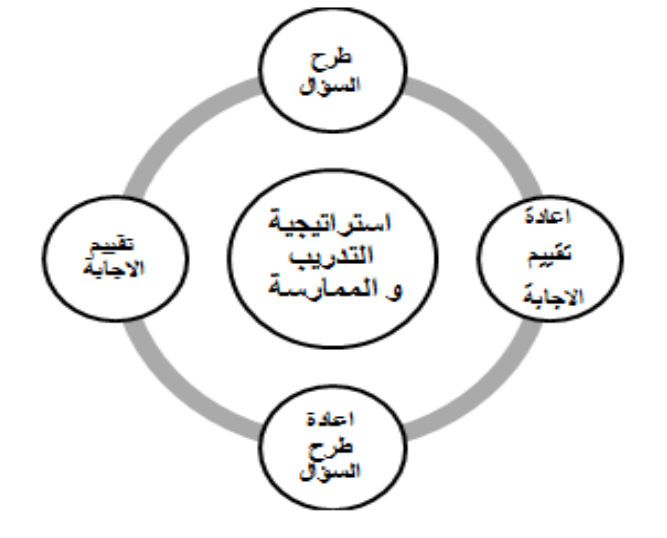 طرح
السؤال
استراتيجية
التدريب
و الممارسة
تقييم
الاجابة
اعادة
طرح
السؤال
اعادة
تقييم
الاجابة